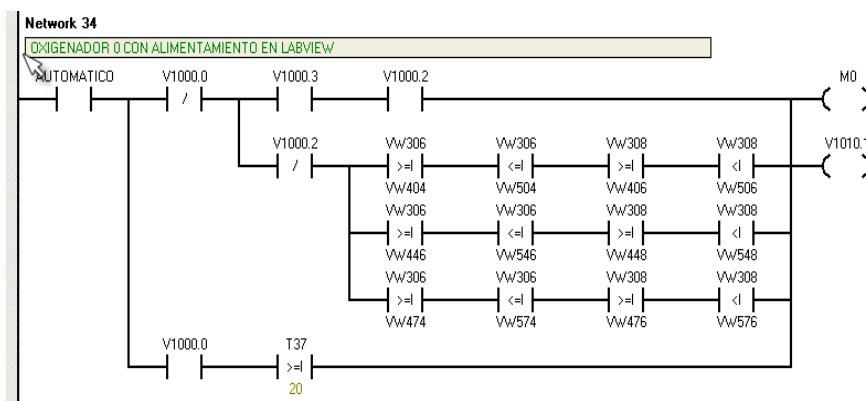 Network 34
OXIGENADOR 0 CON ALIMENTAMIENTO EN LABVIEW
AUTOMATICO V1000.0 V1000.3 V1000.2 M0
/
V1000.2 VW306 VW306 VW308 VW308 V1010.1
/ >=I <=I >=I <I
VW404 VW504 VW406 VW506
VW306 VW306 VW308 VW308
>=I <=I >=I <I
VW446 VW546 VW448 VW548
VW306 VW306 VW308 VW308
>=I <=I >=I <I
VW474 VW574 VW476 VW576
V1000.0 T37
>=I
20